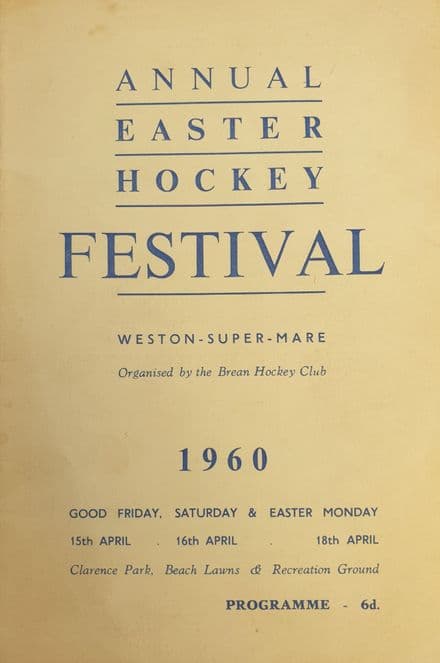 ANNUAL
EASTER
HOCKEY
FESTIVAL
WESTON-SUPER-MARE
Organised by the Brean Hockey Club
1960
GOOD FRIDAY, SATURDAY & EASTER MONDAY
15th APRIL . 16th APRIL . 18th APRIL
Clarence Park, Beach Lawns & Recreation Ground
PROGRAMME - 6d.